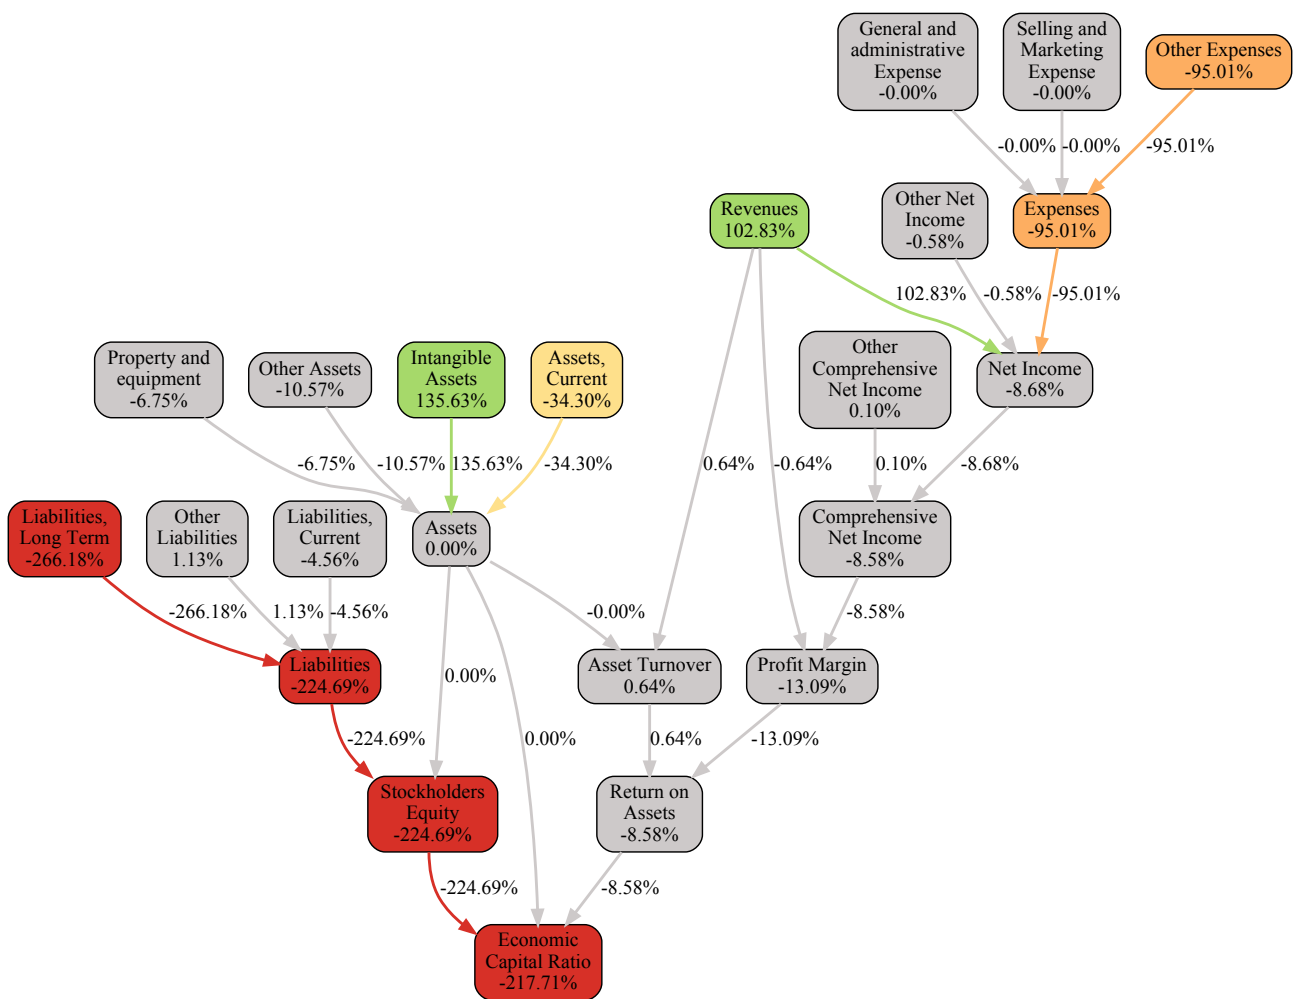 General and
administrative
Expense
-0.00%
Selling and
Marketing
Expense
-0.00%
Other Expenses
-95.01%
-0.00%
-0.00%
-95.01%
Revenues
102.83%
Other Net
Income
-0.58%
Expenses
-95.01%
102.83%
-0.58%
-95.01%
Property and
equipment
-6.75%
Other Assets
-10.57%
Intangible
Assets
135.63%
Assets,
Current
-34.30%
Other
Comprehensive
Net Income
0.10%
Net Income
-8.68%
-6.75%
-10.57%
135.63%
-34.30%
0.64%
-0.64%
0.10%
-8.68%
Liabilities,
Long Term
-266.18%
Other
Liabilities
1.13%
Liabilities,
Current
-4.56%
Assets
0.00%
Comprehensive
Net Income
-8.58%
-266.18%
1.13%
-4.56%
-0.00%
-8.58%
Liabilities
-224.69%
0.00%
Asset Turnover
0.64%
Profit Margin
-13.09%
-224.69%
0.00%
0.64%
-13.09%
Stockholders
Equity
-224.69%
Return on
Assets
-8.58%
-224.69%
-8.58%
Economic
Capital Ratio
-217.71%